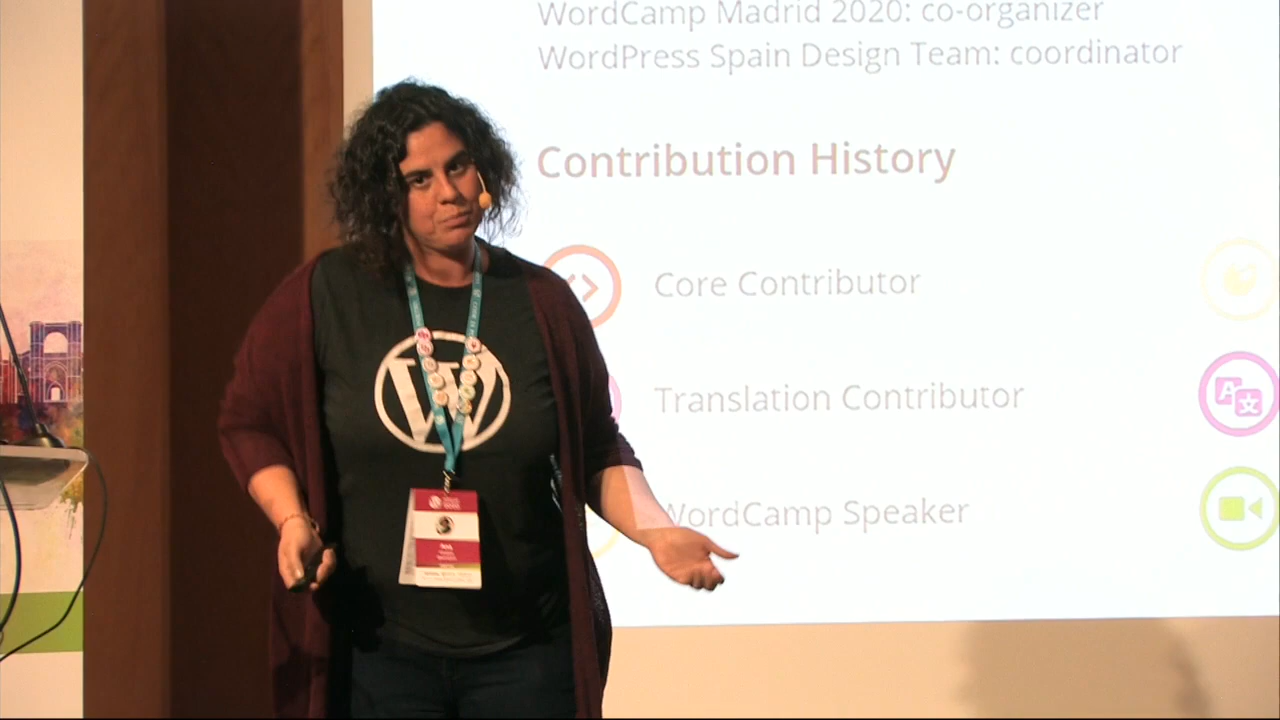 WordCamp Madrid 2020: co-organizer
WordPress Spain Design Team: coordinator
Contribution History
Core Contributor
Translation Contributor
WordCamp Speaker
W